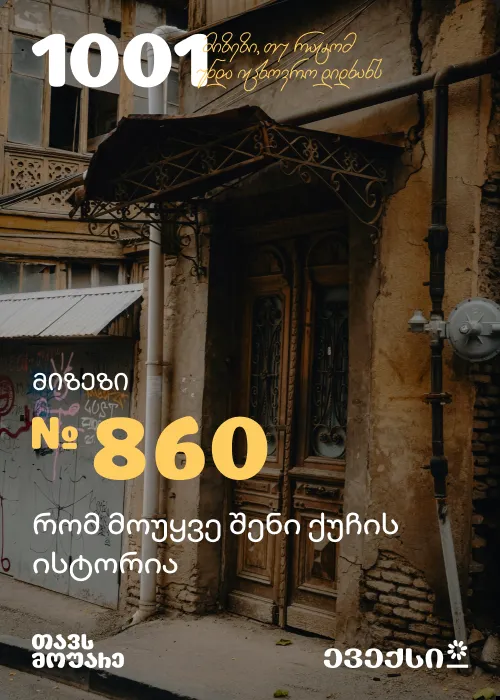 1001 მიზეზი, თუ რატომ
უნდა იცხოვრო დიდხანს
მიზეზი
№ 860
რომ მოუყვე შენი ქუჩის
ისტორია
თავს
მოუარე
ევექსი